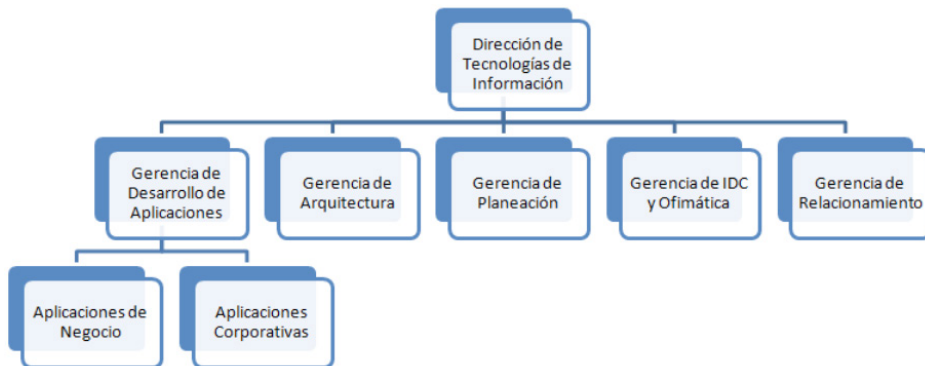 Dirección de
Tecnologías de
Información
Gerencia de
Desarrollo de
Aplicaciones
Gerencia de
Arquitectura
Gerencia de
Planeación
Gerencia de IDC
y Ofimática
Gerencia de
Relacionamiento
Aplicaciones de
Negocio
Aplicaciones
Corporativas